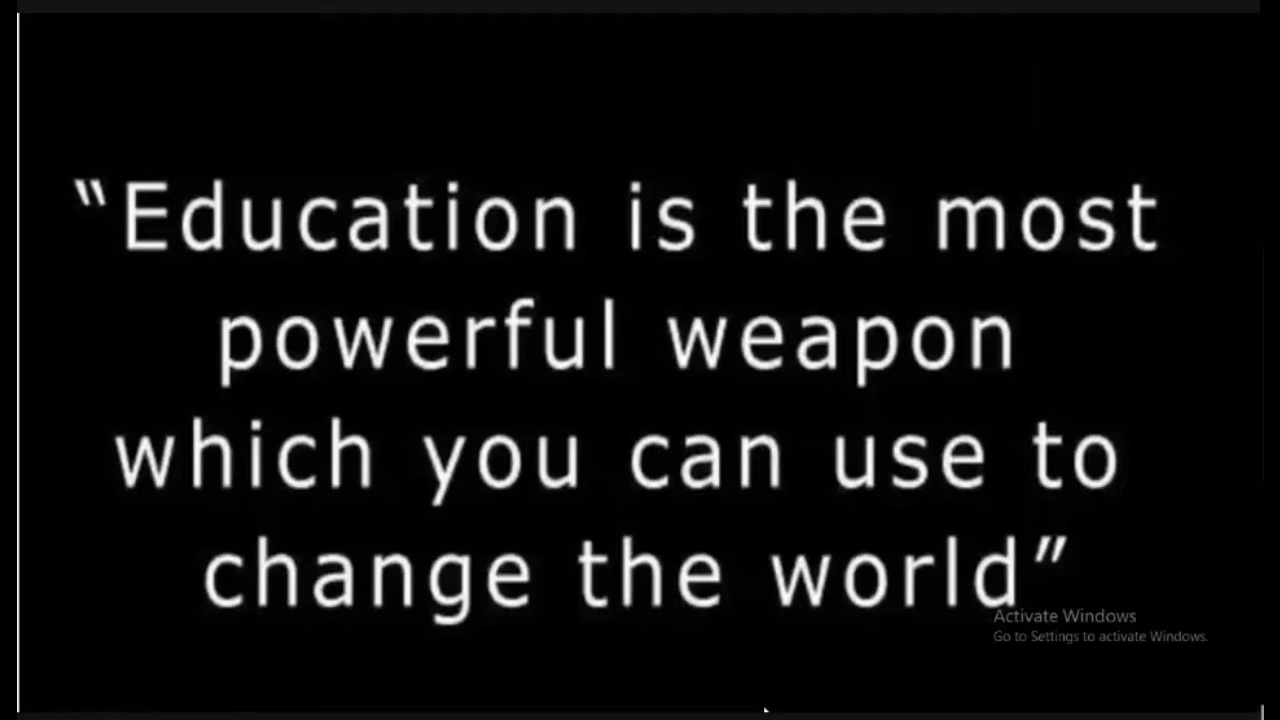 “Education is the most
powerful weapon
which you can use to
change the world”
Activate Windows
Go to Settings to activate Windows.